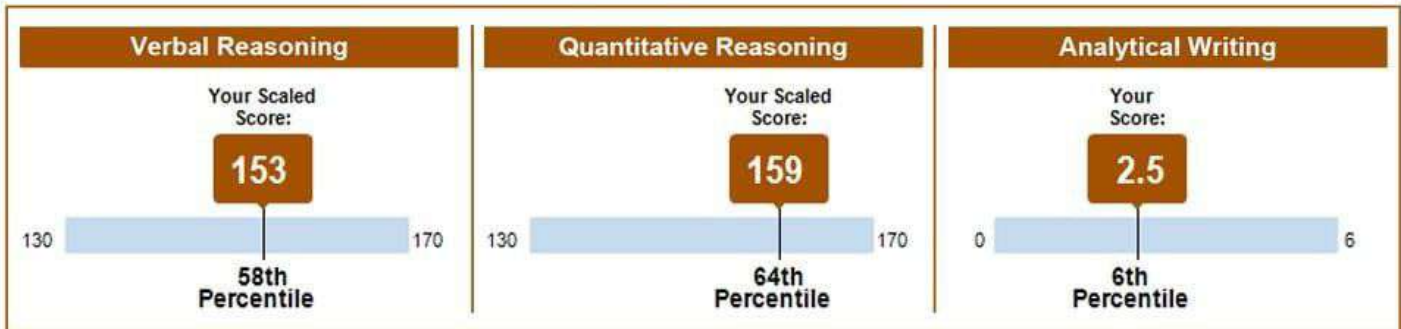 Verbal Reasoning
Your Scaled
Score:
153
130
170
58th
Percentile
Quantitative Reasoning
Your Scaled
Score:
159
130
170
64th
Percentile
Analytical Writing
Your
Score:
2.5
0
6
6th
Percentile